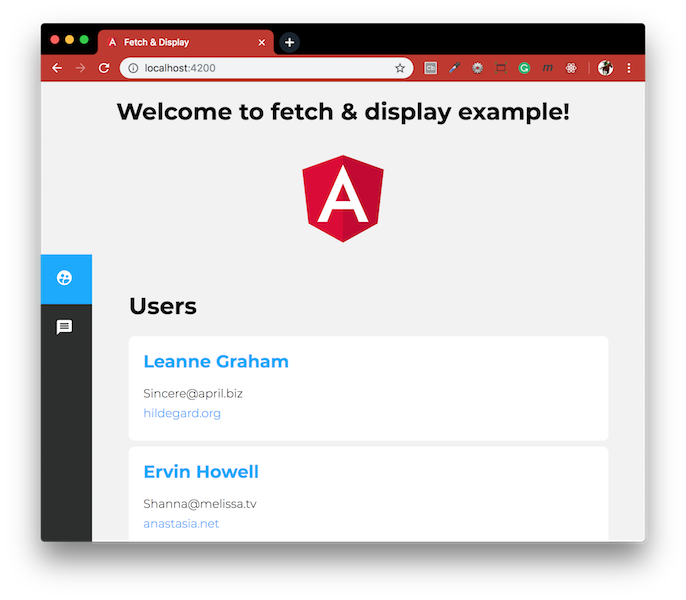 Fetch & Display
localhost:4200
Welcome to fetch & display example!
A
Users
Leanne Graham
Sincere@april.biz
hildegard.org
Ervin Howell
Shanna@melissa.tv
anastasia.net